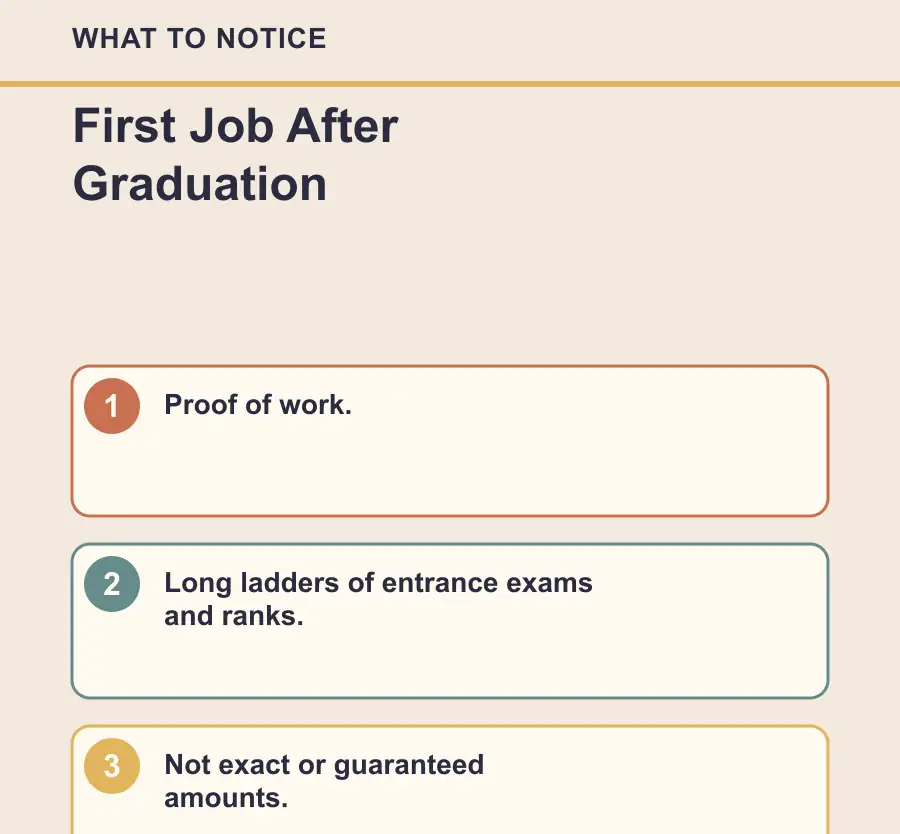 WHAT TO NOTICE
First Job After
Graduation
1
Proof of work.
2
Long ladders of entrance exams
and ranks.
3
Not exact or guaranteed
amounts.